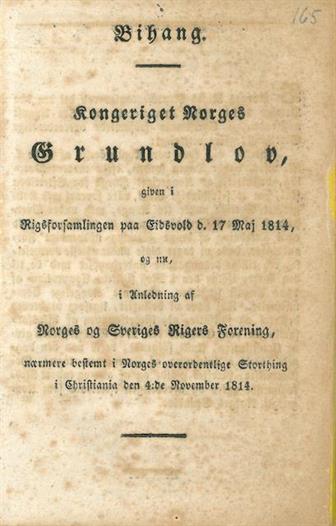 165
Bihang.
Kongeriget Norges
Grundlov,
given i
Rigsforsamlingen paa Eidsvold d. 17 Maj 1814,
og nu,
i Anledning af
Norges og Sveriges Rigers Forening,
nærmere bestemt i Norges overordentlige Storthing
i Christiania den 4:de November 1814.